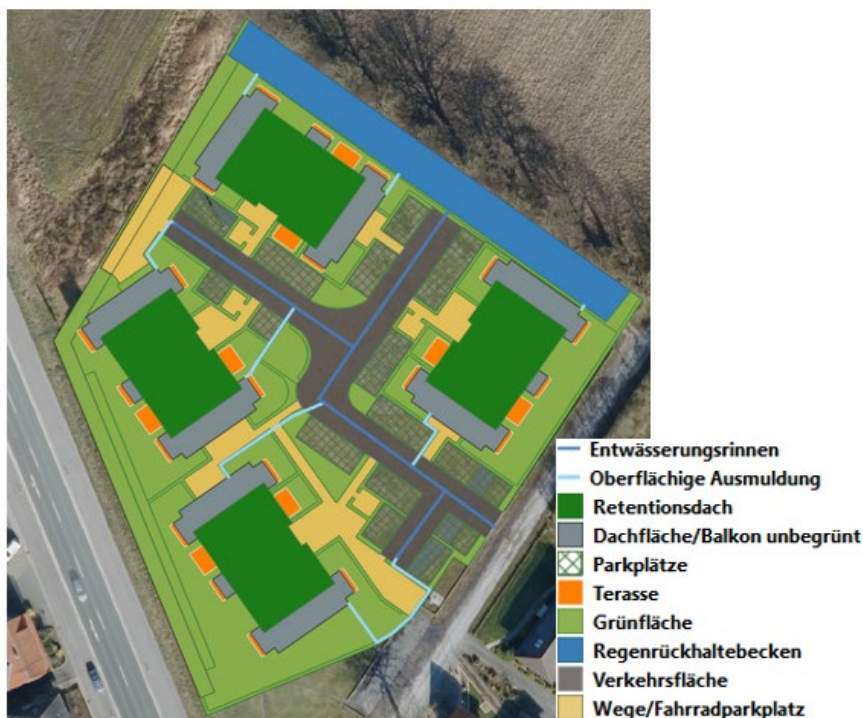 Entwässerungsrinnen
Oberflächige Ausmuldung
Retentionsdach
Dachfläche/Balkon unbegrünt
Parkplätze
Terasse
Grünfläche
Regenrückhaltebecken
Verkehrsfläche
Wege/Fahrradparkplatz